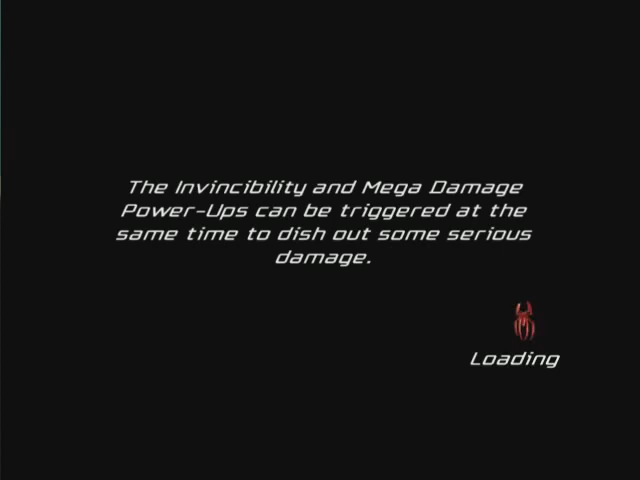 The Invincibility and Mega Damage
Power-Ups can be triggered at the
same time to dish out some serious
damage.
Loading